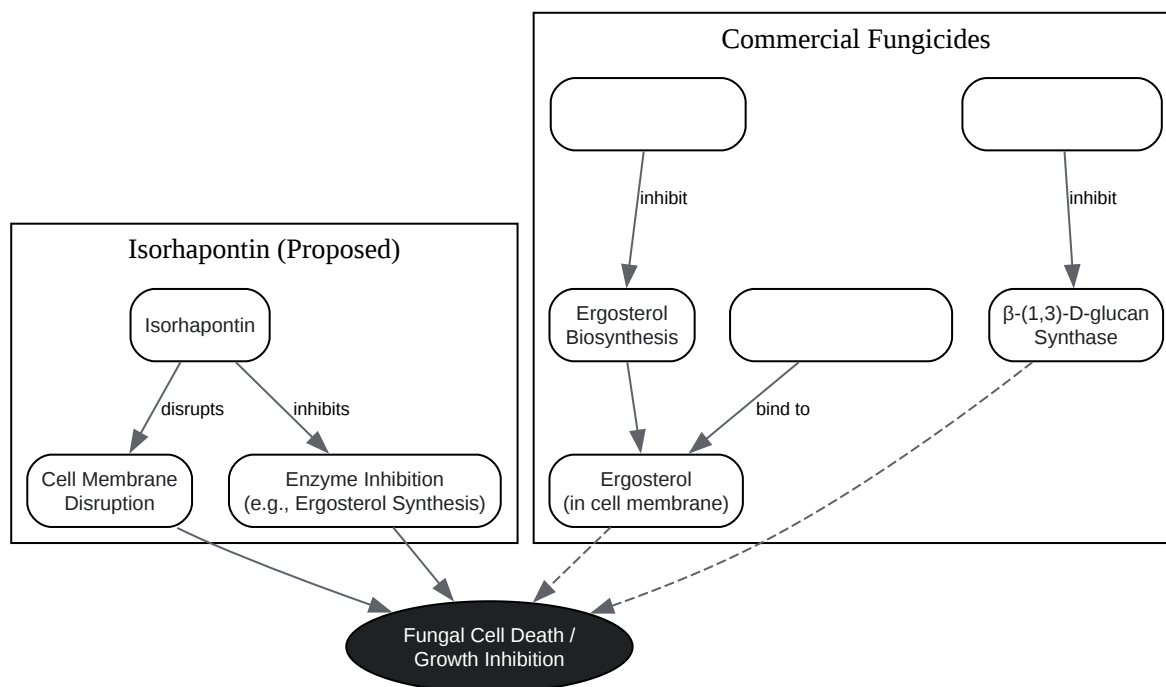 Commercial Fungicides
inhibit
inhibit
Isorhapontin (Proposed)
Isorhapontin
Ergosterol
Biosynthesis
β-(1,3)-D-glucan
Synthase
disrupts
inhibits
bind to
Cell Membrane
Disruption
Enzyme Inhibition
(e.g., Ergosterol Synthesis)
Ergosterol
(in cell membrane)
Fungal Cell Death /
Growth Inhibition